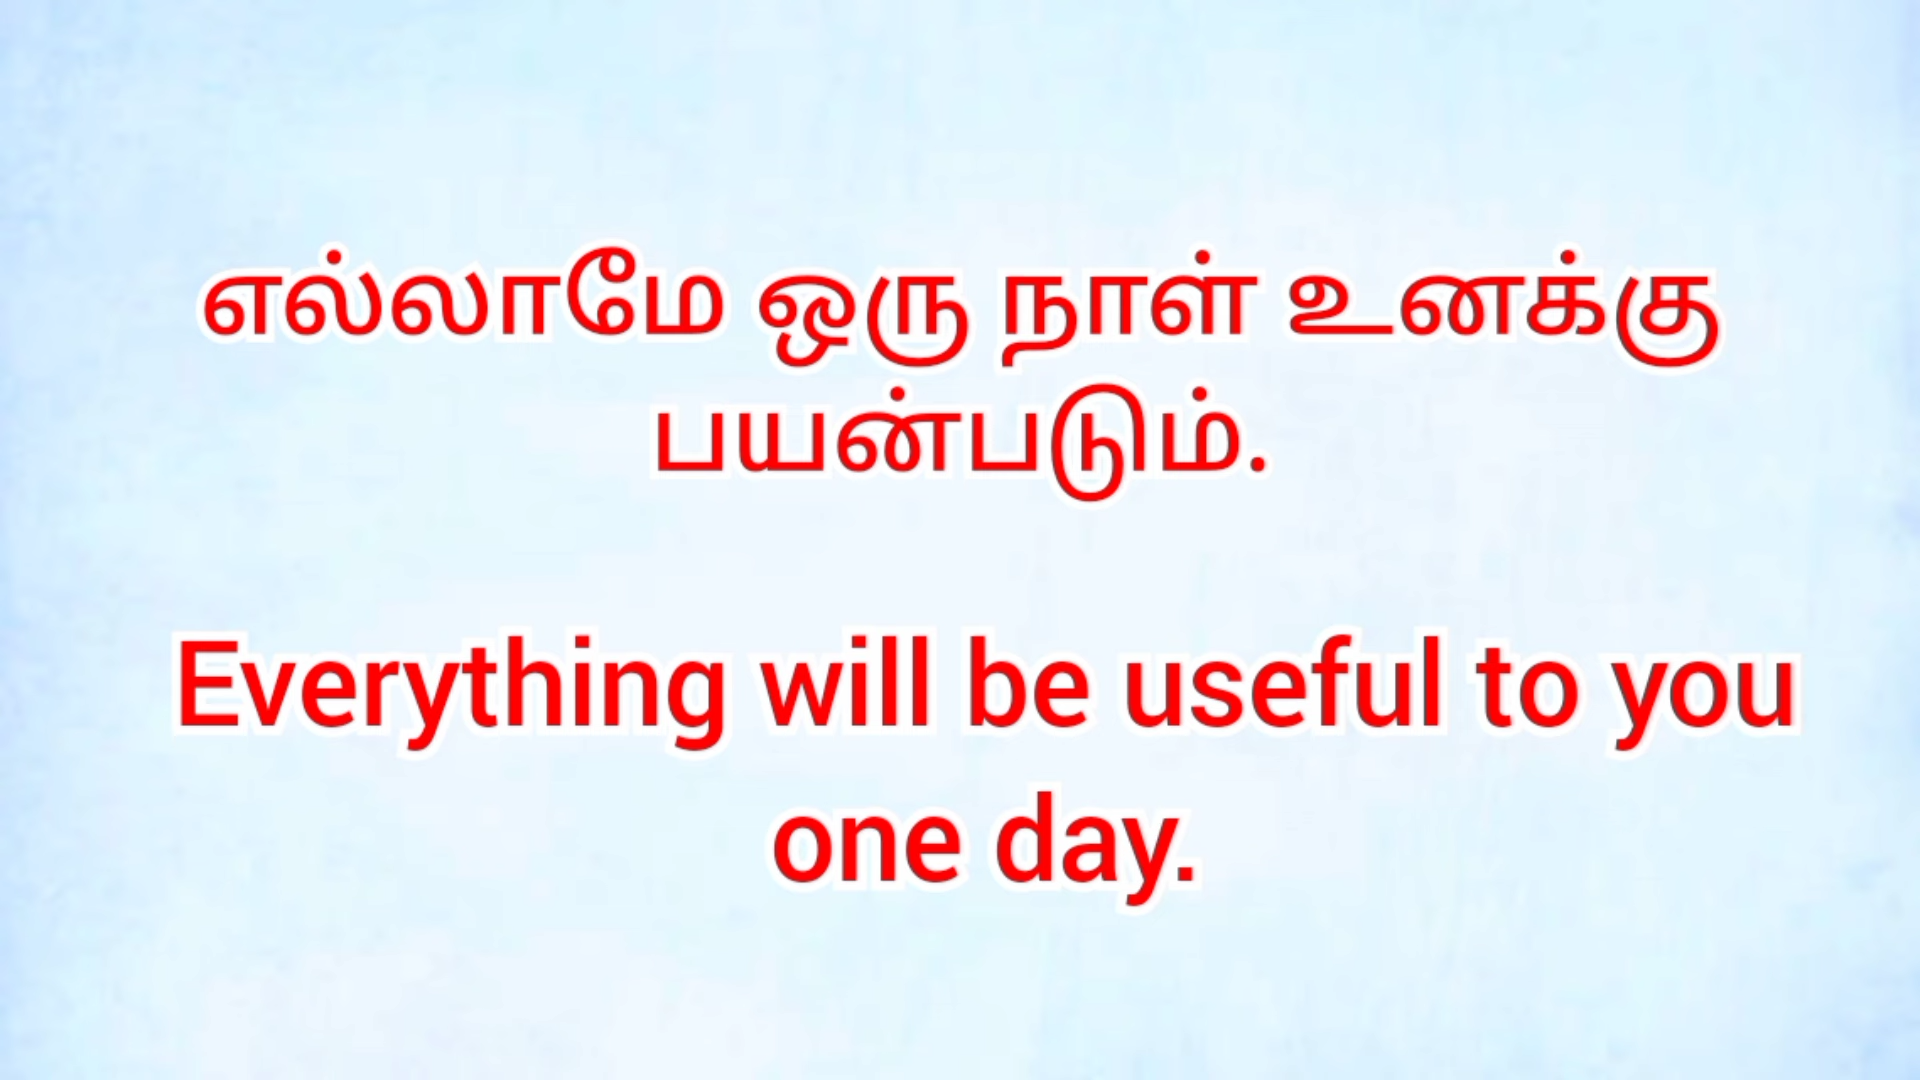 எல்லாமே ஒரு நாள் உனக்கு
பயன்படும்.
Everything will be useful to you
one day.